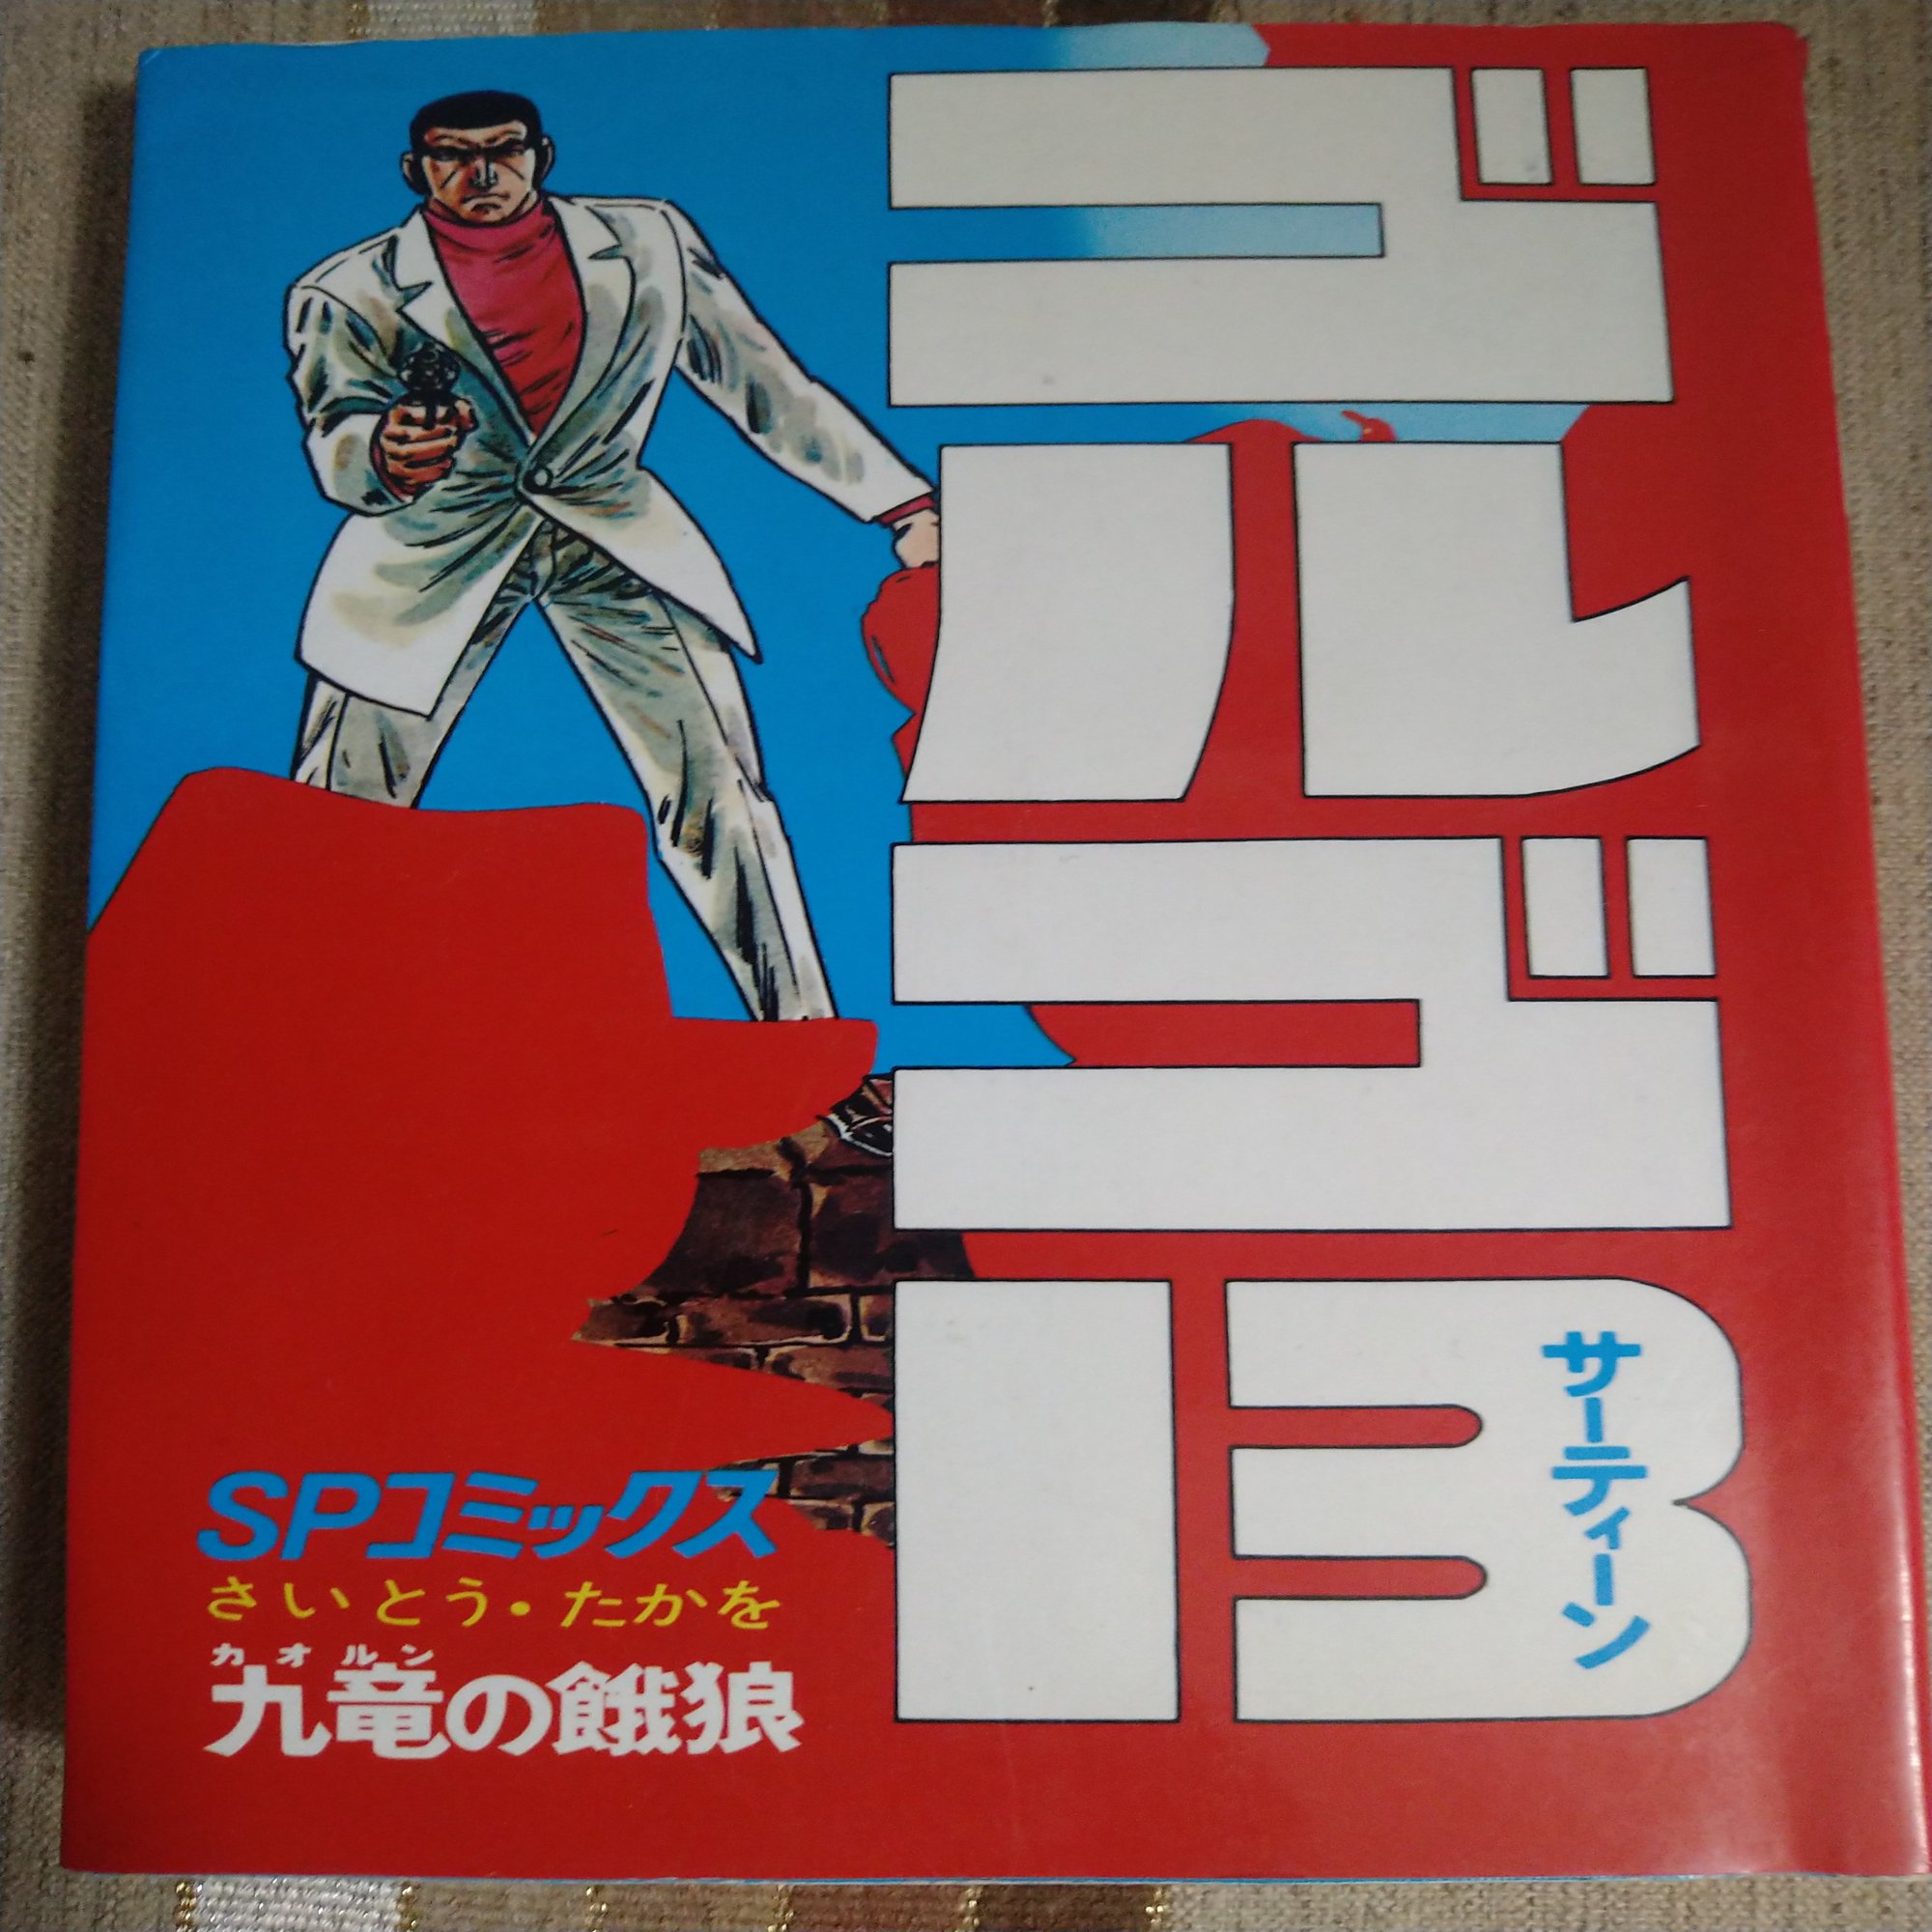 ゴルゴ13
サーティーン
SPコミックス
さいとう・たかを
カオルン
九竜の餓狼